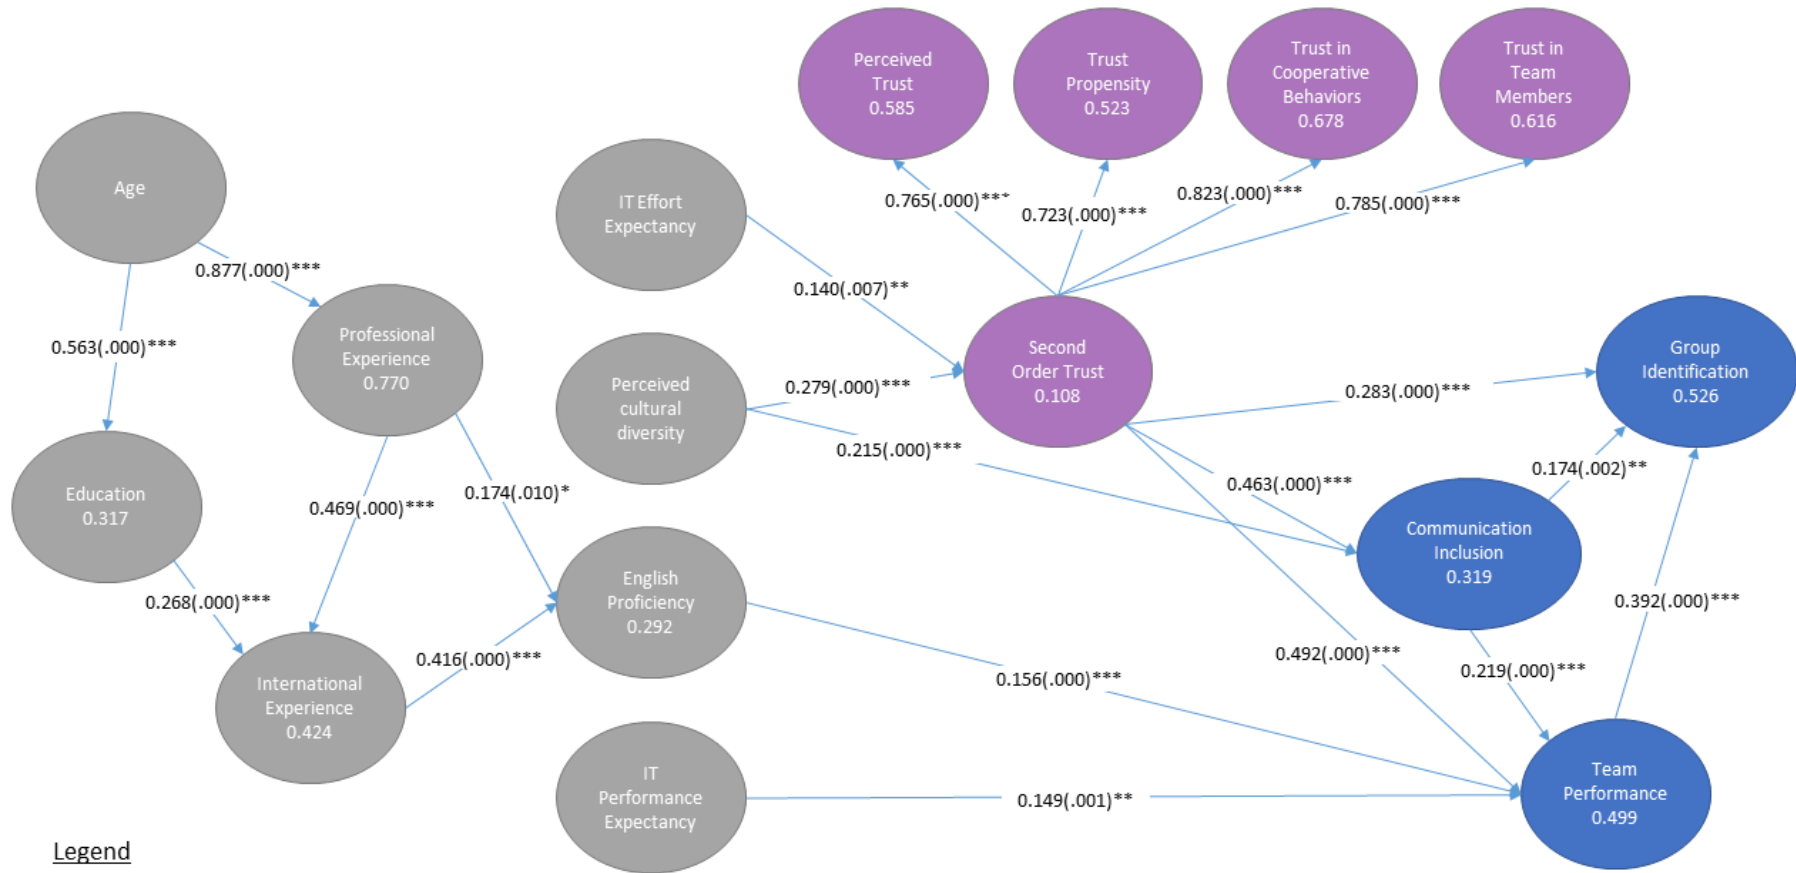 Perceived
Trust
0.585
Trust
Propensity
0.523
Trust in
Cooperative
Behaviors
0.678
Trust in
Team
Members
0.616
Age
IT Effort
Expectancy
0.765(.000)***
0.723(.000)***
0.823(.000)***
0.785(.000)***
0.877(.000)***
0.140(.007)**
0.563(.000)***
Professional
Experience
0.770
Perceived
cultural
diversity
0.279(.000)***
0.215(.000)***
Second
Order Trust
0.108
0.283(.000)***
Group
Identification
0.526
0.174(.002)**
0.463(.000)***
Education
0.317
0.469(.000)***
0.174(.010)*
Communication
Inclusion
0.319
0.268(.000)***
English
Proficiency
0.292
0.392(.000)***
0.416(.000)***
0.156(.000)***
0.492(.000)***
0.219(.000)***
International
Experience
0.424
IT
Performance
Expectancy
0.149(.001)**
Team
Performance
0.499
Legend